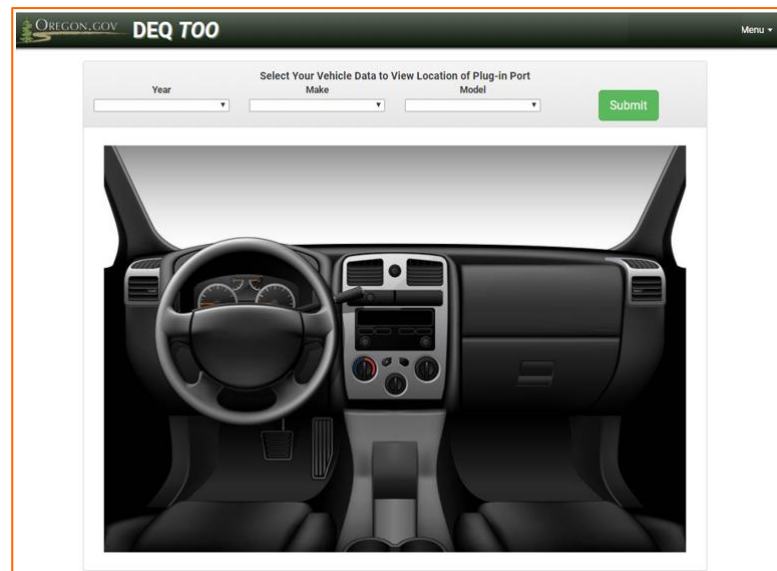 OREGON.GOV DEQ TOO Menu
Select Your Vehicle Data to View Location of Plug-in Port
Year Make Model
Submit